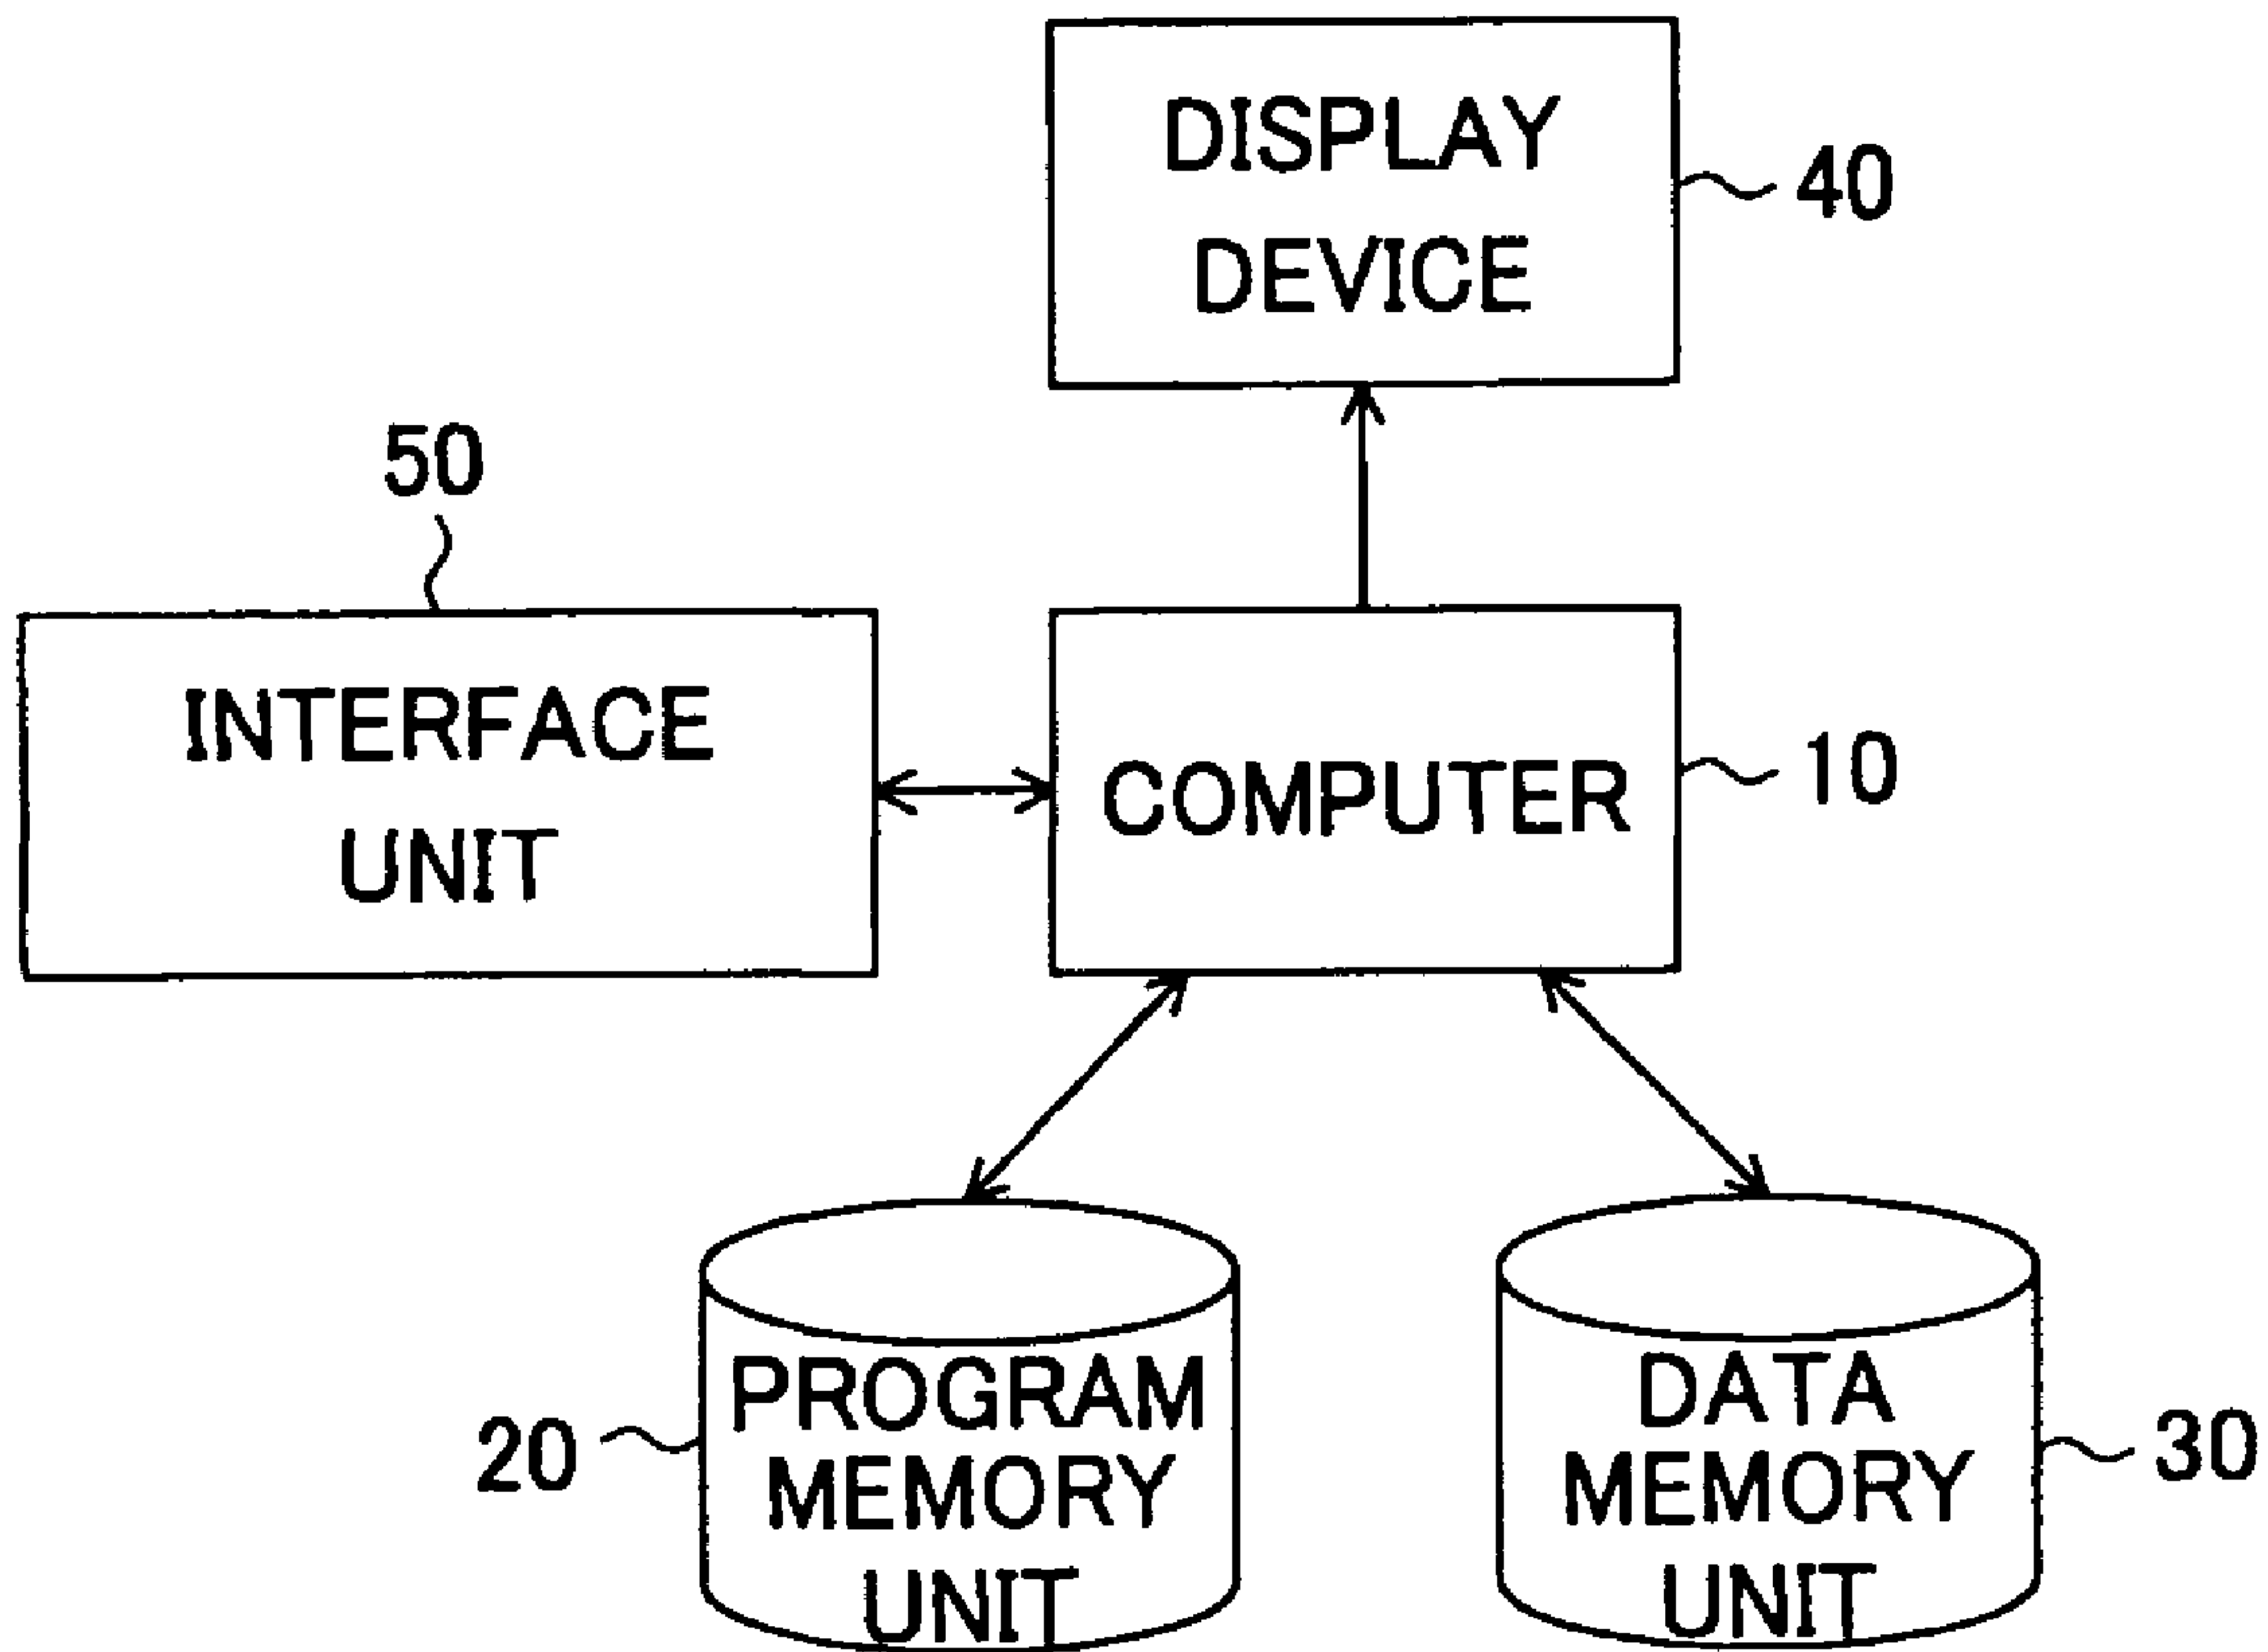 DISPLAY
DEVICE
40
50
INTERFACE
UNIT
COMPUTER
10
20
PROGRAM
MEMORY
UNIT
DATA
MEMORY
UNIT
30